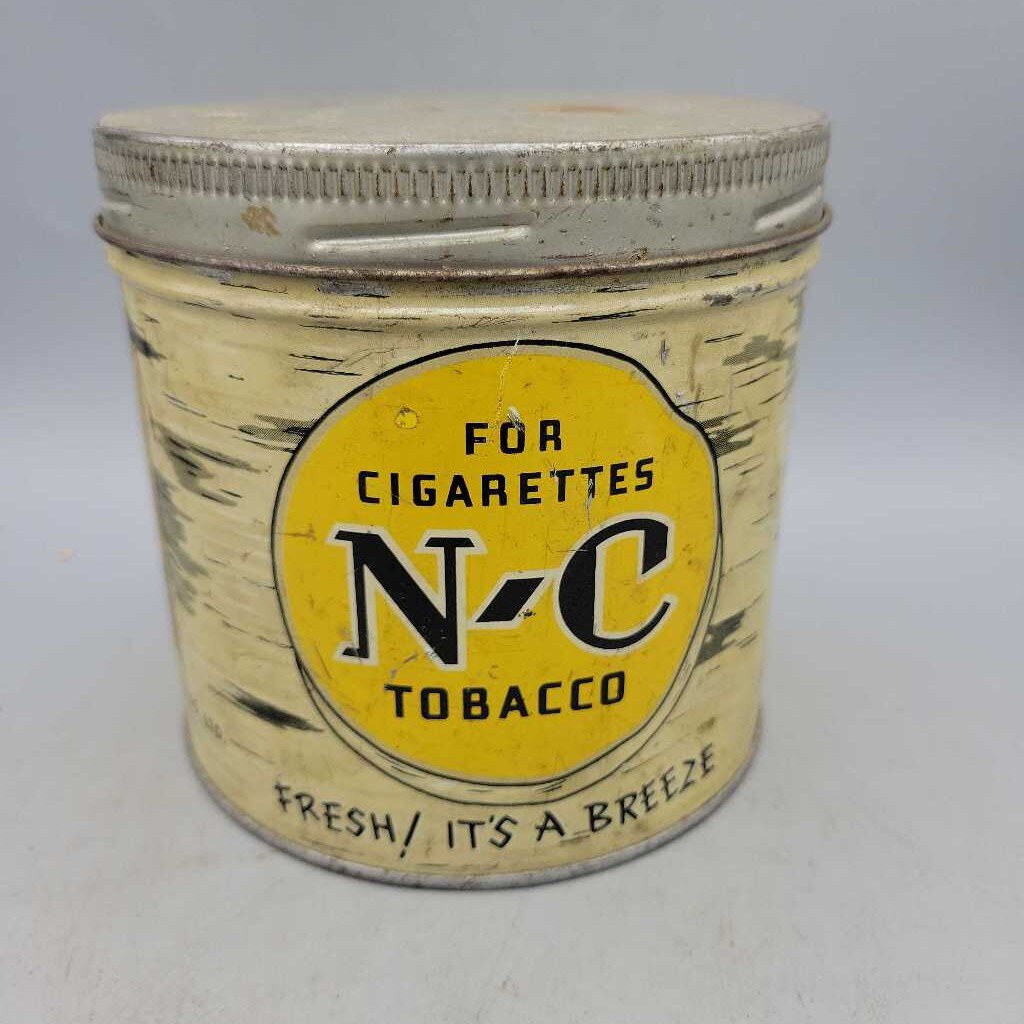 FOR
CIGARETTES
N-C
TOBACCO
FRESH! IT'S A BREEZE